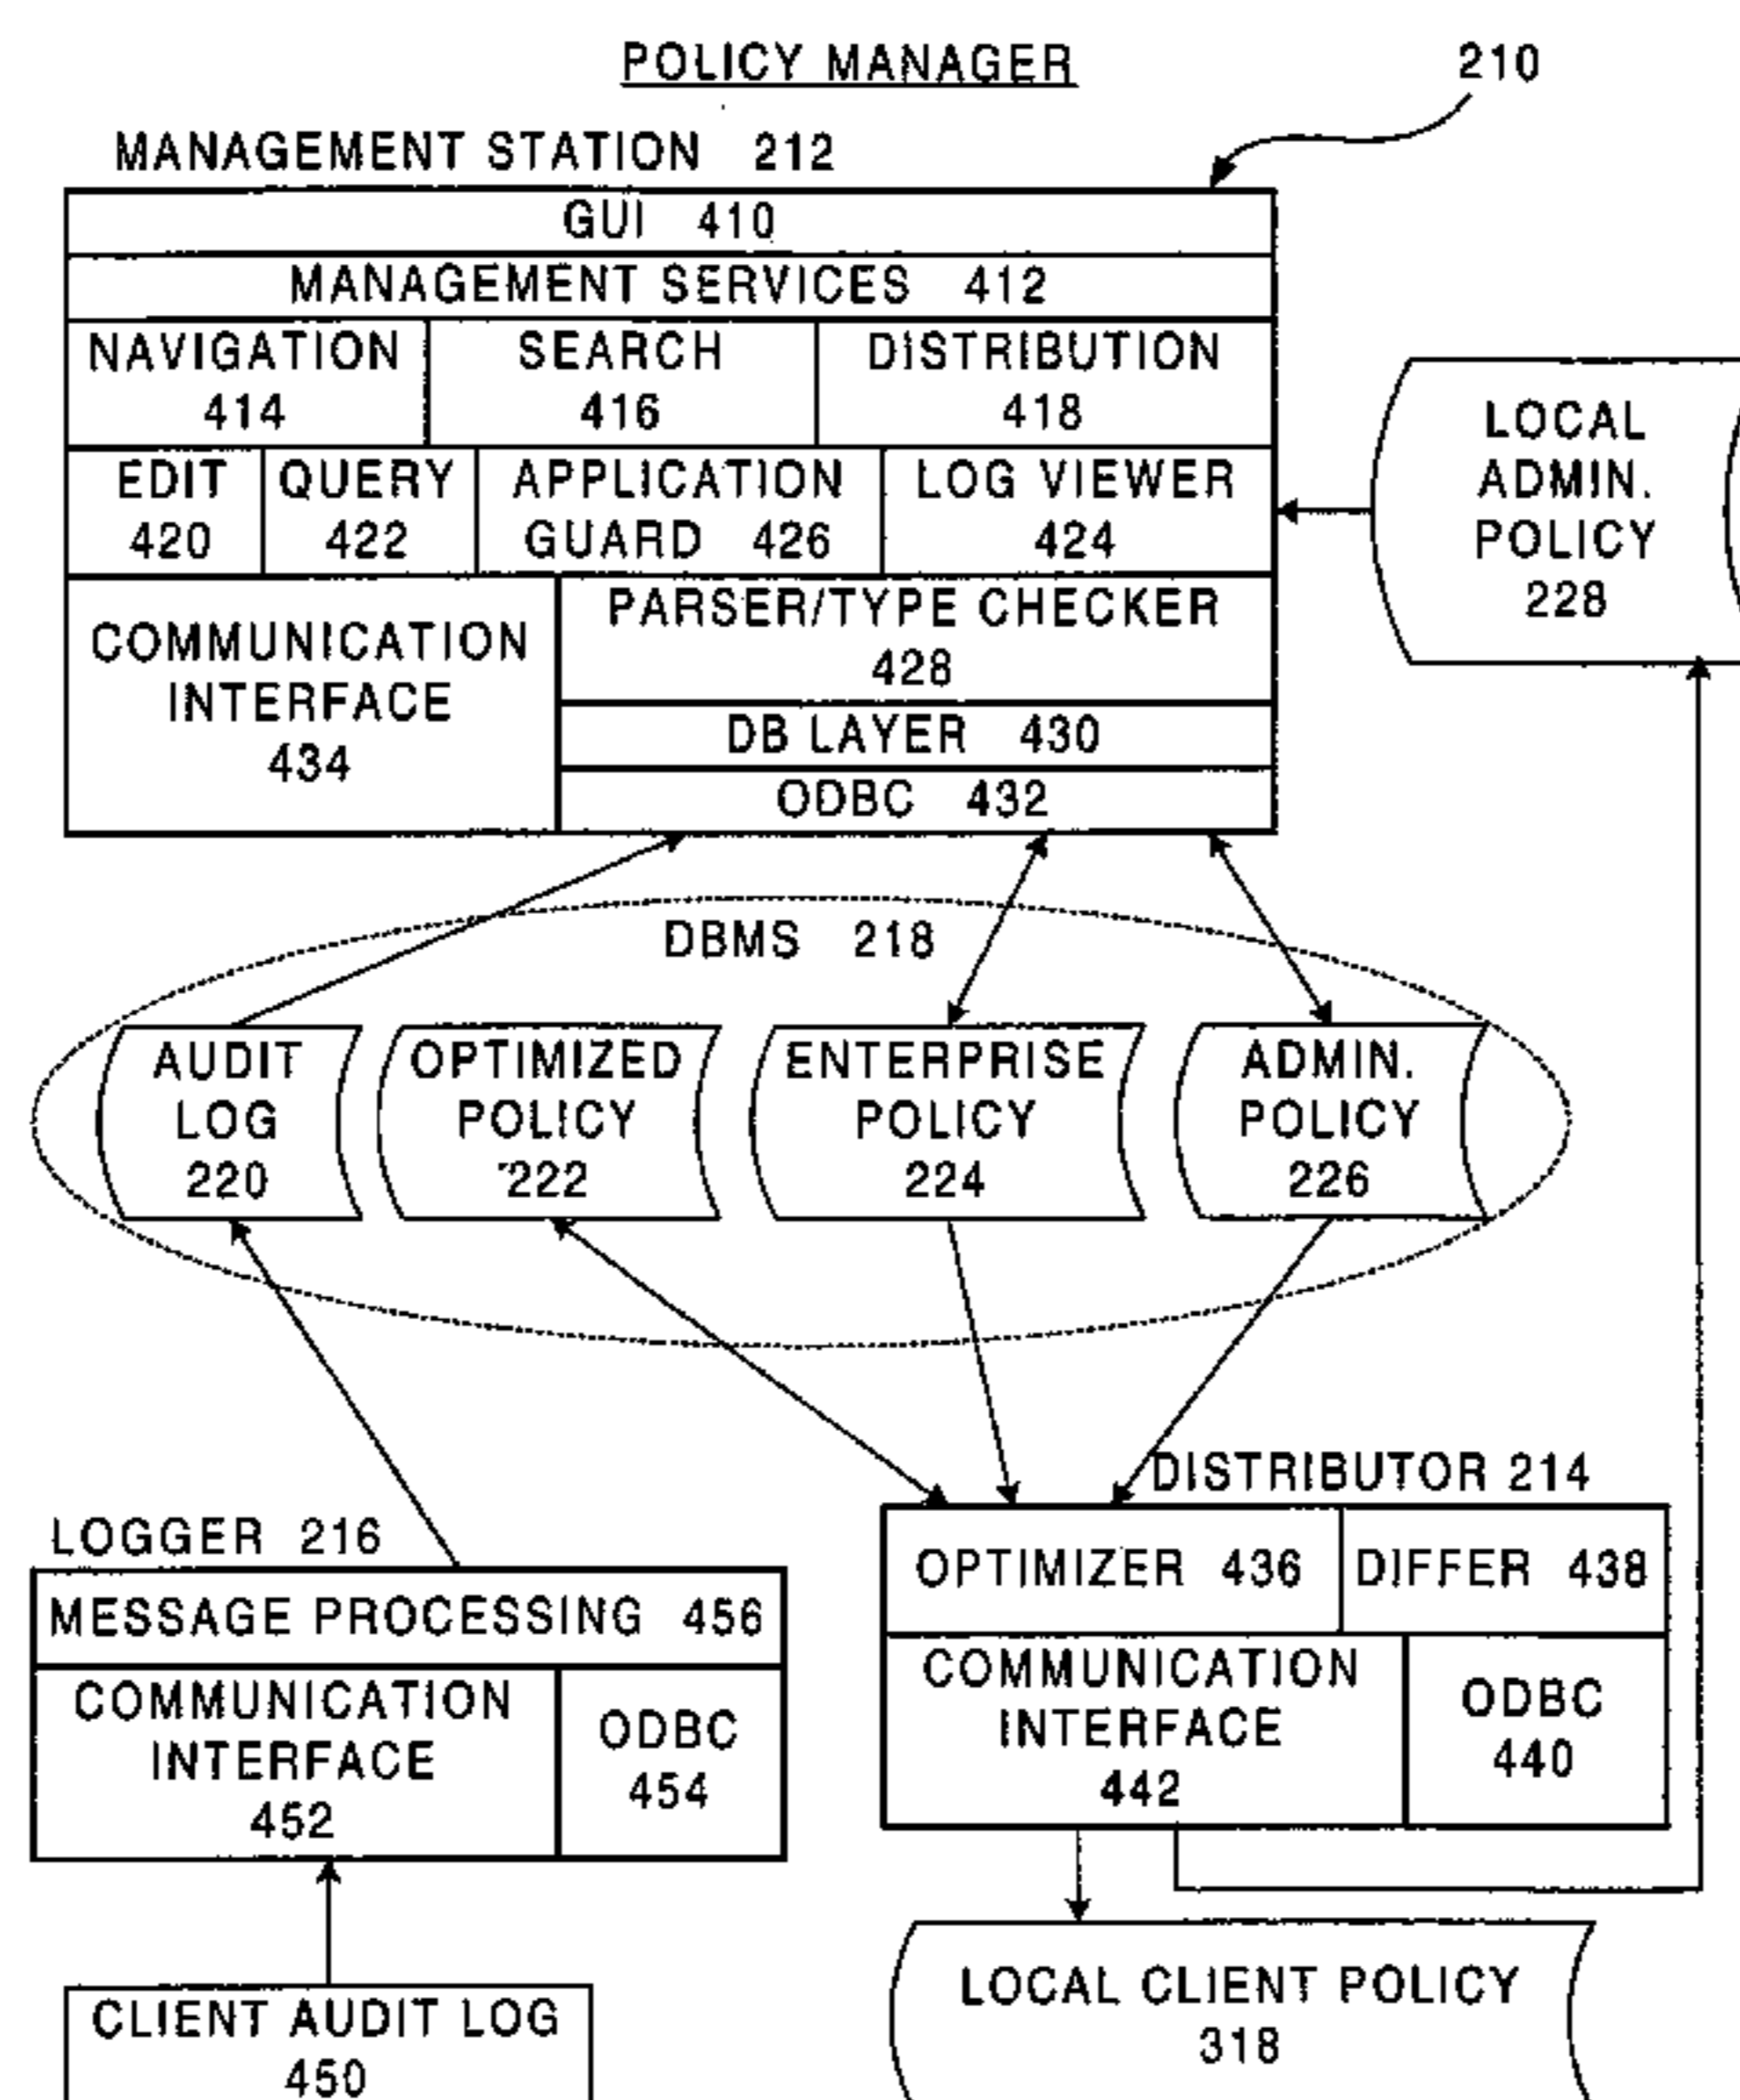 POLICY MANAGER
210
MANAGEMENT STATION 212
GUI 410
MANAGEMENT SERVICES 412
NAVIGATION
414
SEARCH
416
DISTRIBUTION
418
EDIT
420
QUERY
422
APPLICATION
GUARD 426
LOG VIEWER
424
LOCAL
ADMIN.
POLICY
228
COMMUNICATION
INTERFACE
434
PARSER/TYPE CHECKER
428
DB LAYER 430
ODBC 432
DBMS 218
AUDIT
LOG
220
OPTIMIZED
POLICY
222
ENTERPRISE
POLICY
224
ADMIN.
POLICY
226
DISTRIBUTOR 214
OPTIMIZER 436
DIFFER 438
COMMUNICATION
INTERFACE
442
ODBC
440
LOGGER 216
MESSAGE PROCESSING 456
COMMUNICATION
INTERFACE
452
ODBC
454
CLIENT AUDIT LOG
450
LOCAL CLIENT POLICY
318